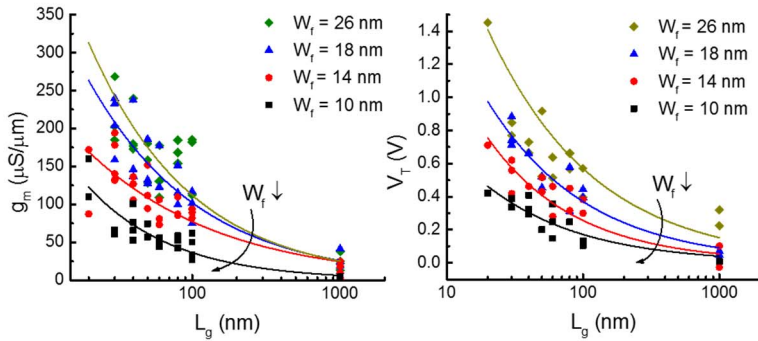 350
300
250
200
150
100
50
0
100
1000
gm (μS/μm)
Lg (nm)
Wf = 26 nm
Wf = 18 nm
Wf = 14 nm
Wf = 10 nm
Wf ↓
1.4
1.2
1.0
0.8
0.6
0.4
0.2
0.0
10
100
1000
VT (V)
Lg (nm)
Wf = 26 nm
Wf = 18 nm
Wf = 14 nm
Wf = 10 nm
Wf ↓